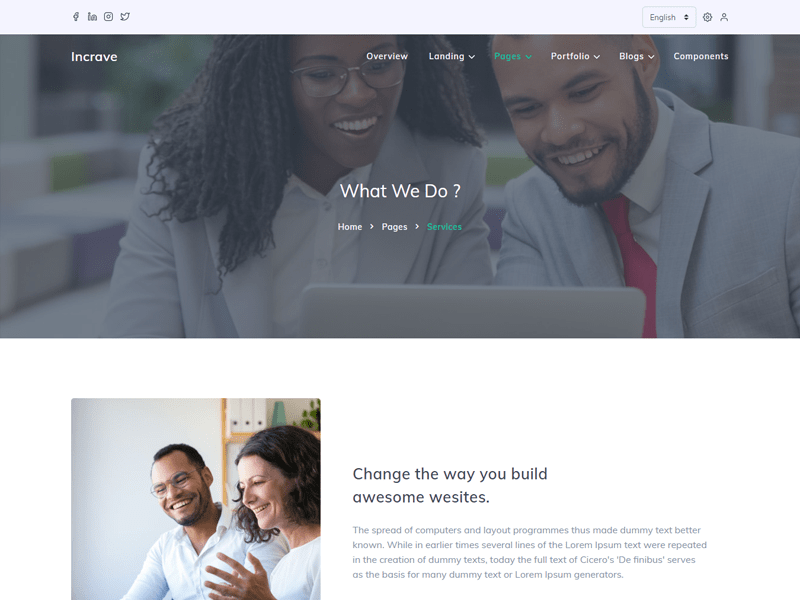 English
Incrave
Overview
Landing
Pages
Portfolio
Blogs
Components
What We Do ?
Home
Pages
Services
Change the way you build
awesome wesites.
The spread of computers and layout programmes thus made dummy text better
known. While in earlier times several lines of the Lorem Ipsum text were repeated
in the creation of dummy texts, today the full text of Cicero's 'De finibus' serves
as the basis for many dummy text or Lorem Ipsum generators.